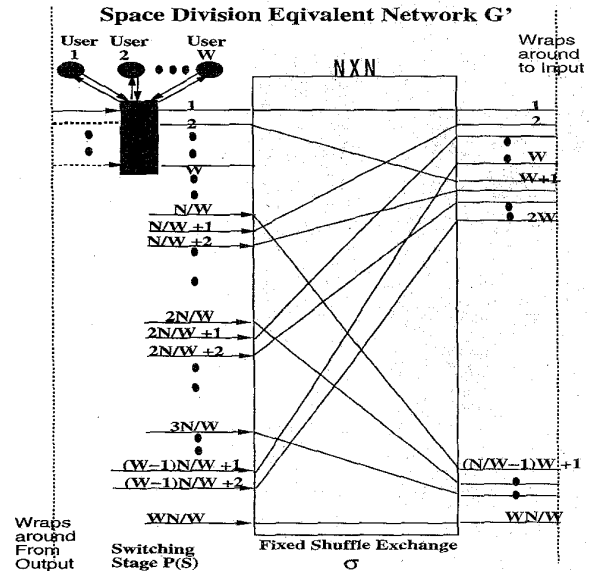 Space Division Eqivalent Network G'
User User User
1 2 W
NXN
Wraps
around
to Input
1 1
2 2
W W
W+1
N/W 2W
N/W +1
N/W +2
2N/W
2N/W +1
2N/W +2
3N/W
(W-1)N/W +1 (N/W-1)W +1
(W-1)N/W +2
WN/W WN/W
Wraps
around
From
Output
Switching
Stage P(S)
Fixed Shuffle Exchange
σ